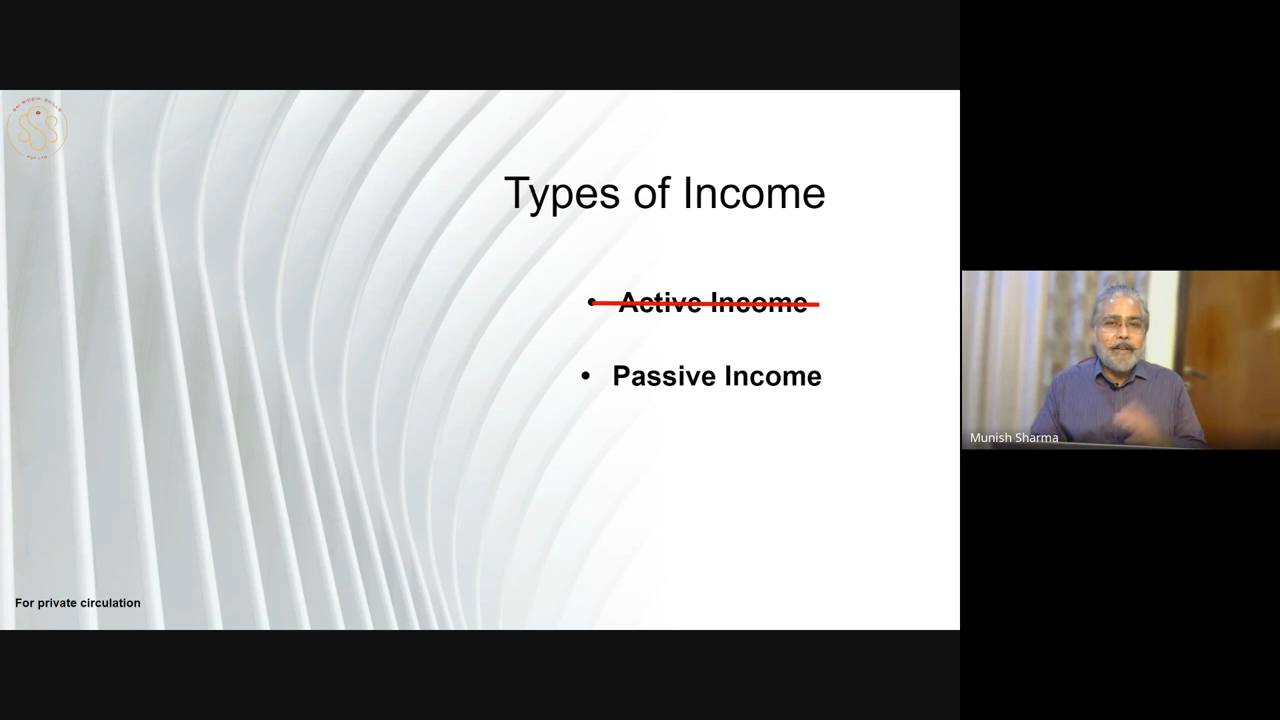 Types of Income
• Active Income
• Passive Income
Munish Sharma
For private circulation